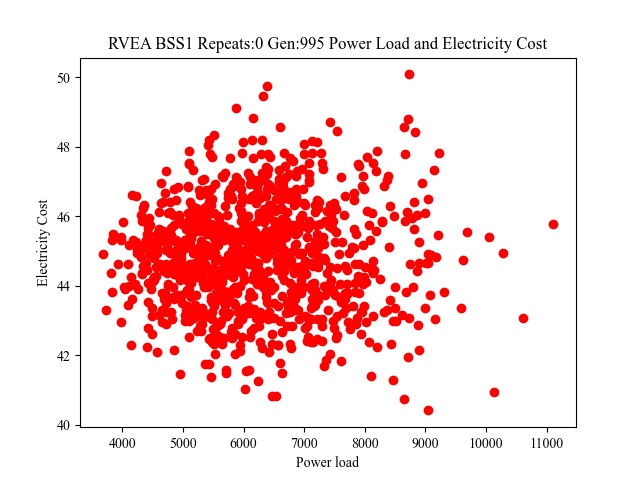 RVEA BSS1 Repeats:0 Gen:995 Power Load and Electricity Cost
50
48
46
44
42
40
Electricity Cost
4000 5000 6000 7000 8000 9000 10000 11000
Power load